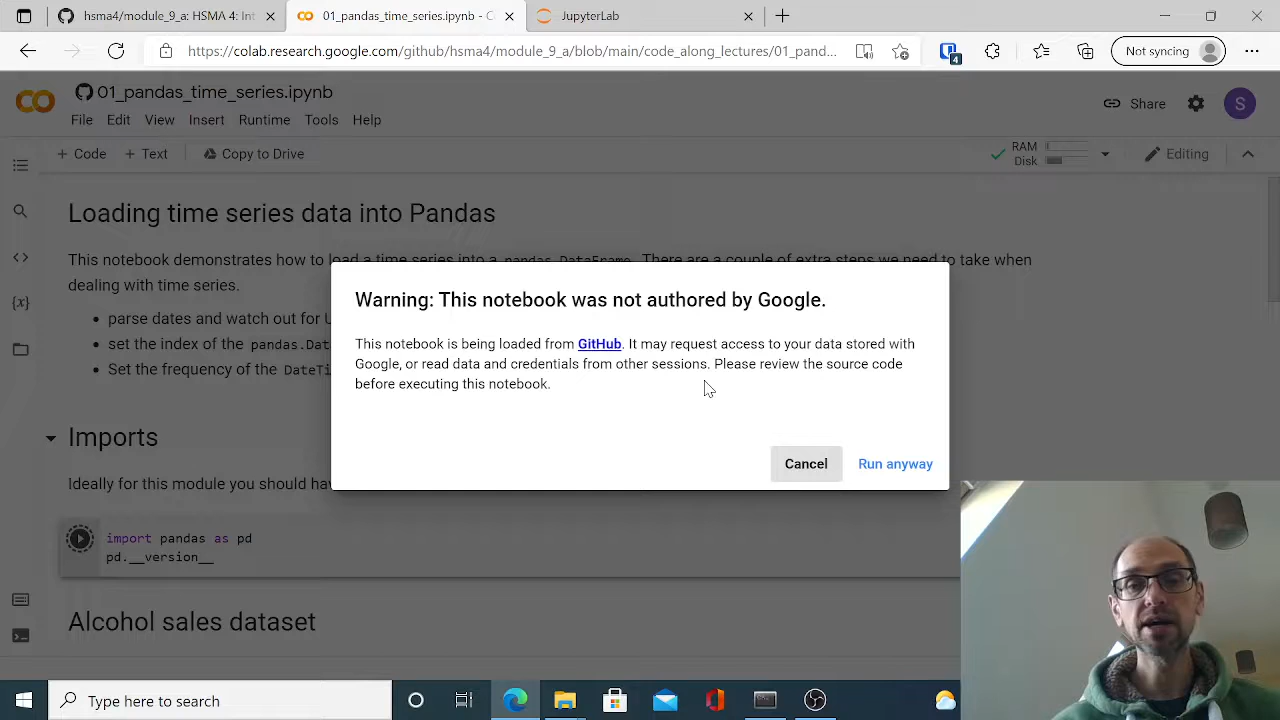 hsma4/module_9_a: HSMA 4: Int
01_pandas_time_series.ipynb - C
JupyterLab
https://colab.research.google.com/github/hsma4/module_9_a/blob/main/code_along_lectures/01_pand...
4
Not syncing
01_pandas_time_series.ipynb
File Edit View Insert Runtime Tools Help
Share
S
+ Code + Text Copy to Drive
RAM
Disk
Editing
Loading time series data into Pandas
This notebook demonstrates how to load a time series into a pandas.DataFrame. There are a couple of extra steps we need to take when
dealing with time series.
parse dates and watch out for U
set the index of the pandas.Dat
Set the frequency of the DateTi
Warning: This notebook was not authored by Google.
This notebook is being loaded from GitHub. It may request access to your data stored with
Google, or read data and credentials from other sessions. Please review the source code
before executing this notebook.
Cancel Run anyway
Imports
Ideally for this module you should hav
import pandas as pd
pd.__version__
Alcohol sales dataset
Type here to search